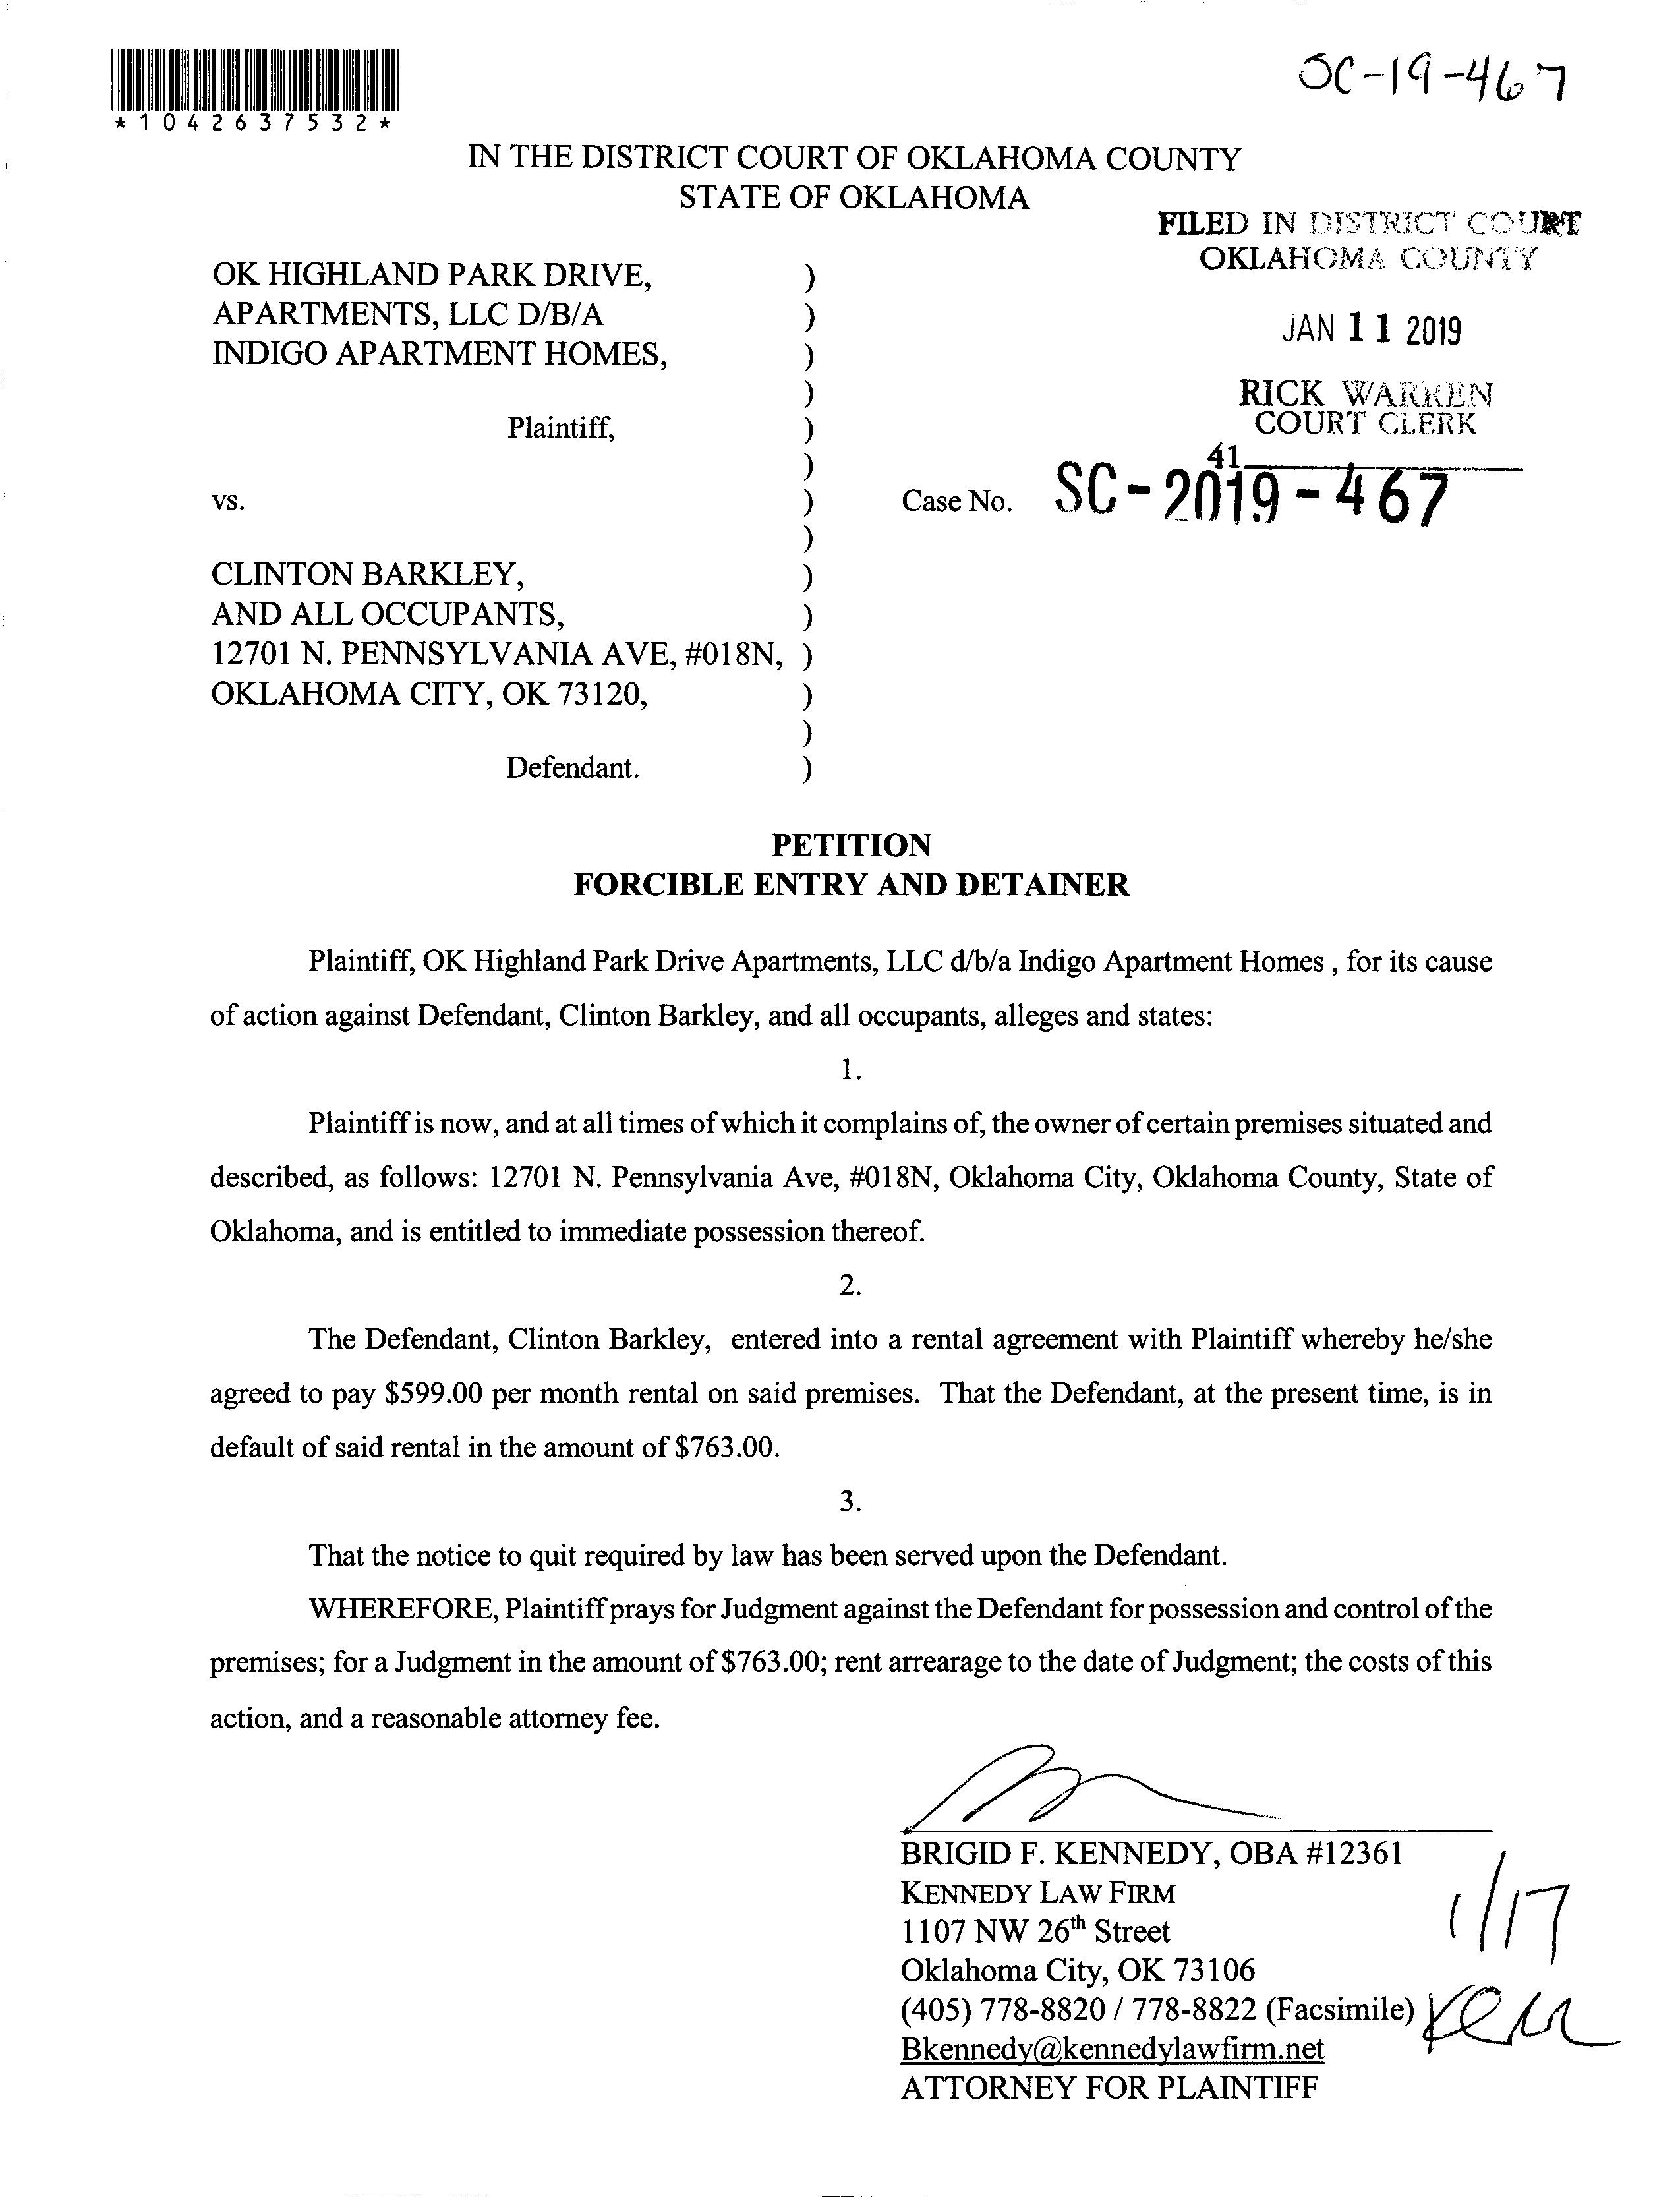 SC-19-467
*1042637532*
IN THE DISTRICT COURT OF OKLAHOMA COUNTY
STATE OF OKLAHOMA
FILED IN DISTRICT COURT
OKLAHOMA COUNTY
JAN 11 2019
RICK WARREN
COURT CLERK
41
OK HIGHLAND PARK DRIVE, )
APARTMENTS, LLC D/B/A )
INDIGO APARTMENT HOMES, )
)
Plaintiff, )
)
vs. ) Case No. SC-2019-467
)
CLINTON BARKLEY, )
AND ALL OCCUPANTS, )
12701 N. PENNSYLVANIA AVE, #018N, )
OKLAHOMA CITY, OK 73120, )
)
Defendant. )
PETITION
FORCIBLE ENTRY AND DETAINER
Plaintiff, OK Highland Park Drive Apartments, LLC d/b/a Indigo Apartment Homes , for its cause
of action against Defendant, Clinton Barkley, and all occupants, alleges and states:
1.
Plaintiff is now, and at all times of which it complains of, the owner of certain premises situated and
described, as follows: 12701 N. Pennsylvania Ave, #018N, Oklahoma City, Oklahoma County, State of
Oklahoma, and is entitled to immediate possession thereof.
2.
The Defendant, Clinton Barkley, entered into a rental agreement with Plaintiff whereby he/she
agreed to pay $599.00 per month rental on said premises. That the Defendant, at the present time, is in
default of said rental in the amount of $763.00.
3.
That the notice to quit required by law has been served upon the Defendant.
WHEREFORE, Plaintiff prays for Judgment against the Defendant for possession and control of the
premises; for a Judgment in the amount of $763.00; rent arrearage to the date of Judgment; the costs of this
action, and a reasonable attorney fee.
BRIGID F. KENNEDY, OBA #12361
KENNEDY LAW FIRM
1107 NW 26th Street
Oklahoma City, OK 73106
(405) 778-8820 / 778-8822 (Facsimile)
Bkennedy@kennedylawfirm.net
ATTORNEY FOR PLAINTIFF
1/17